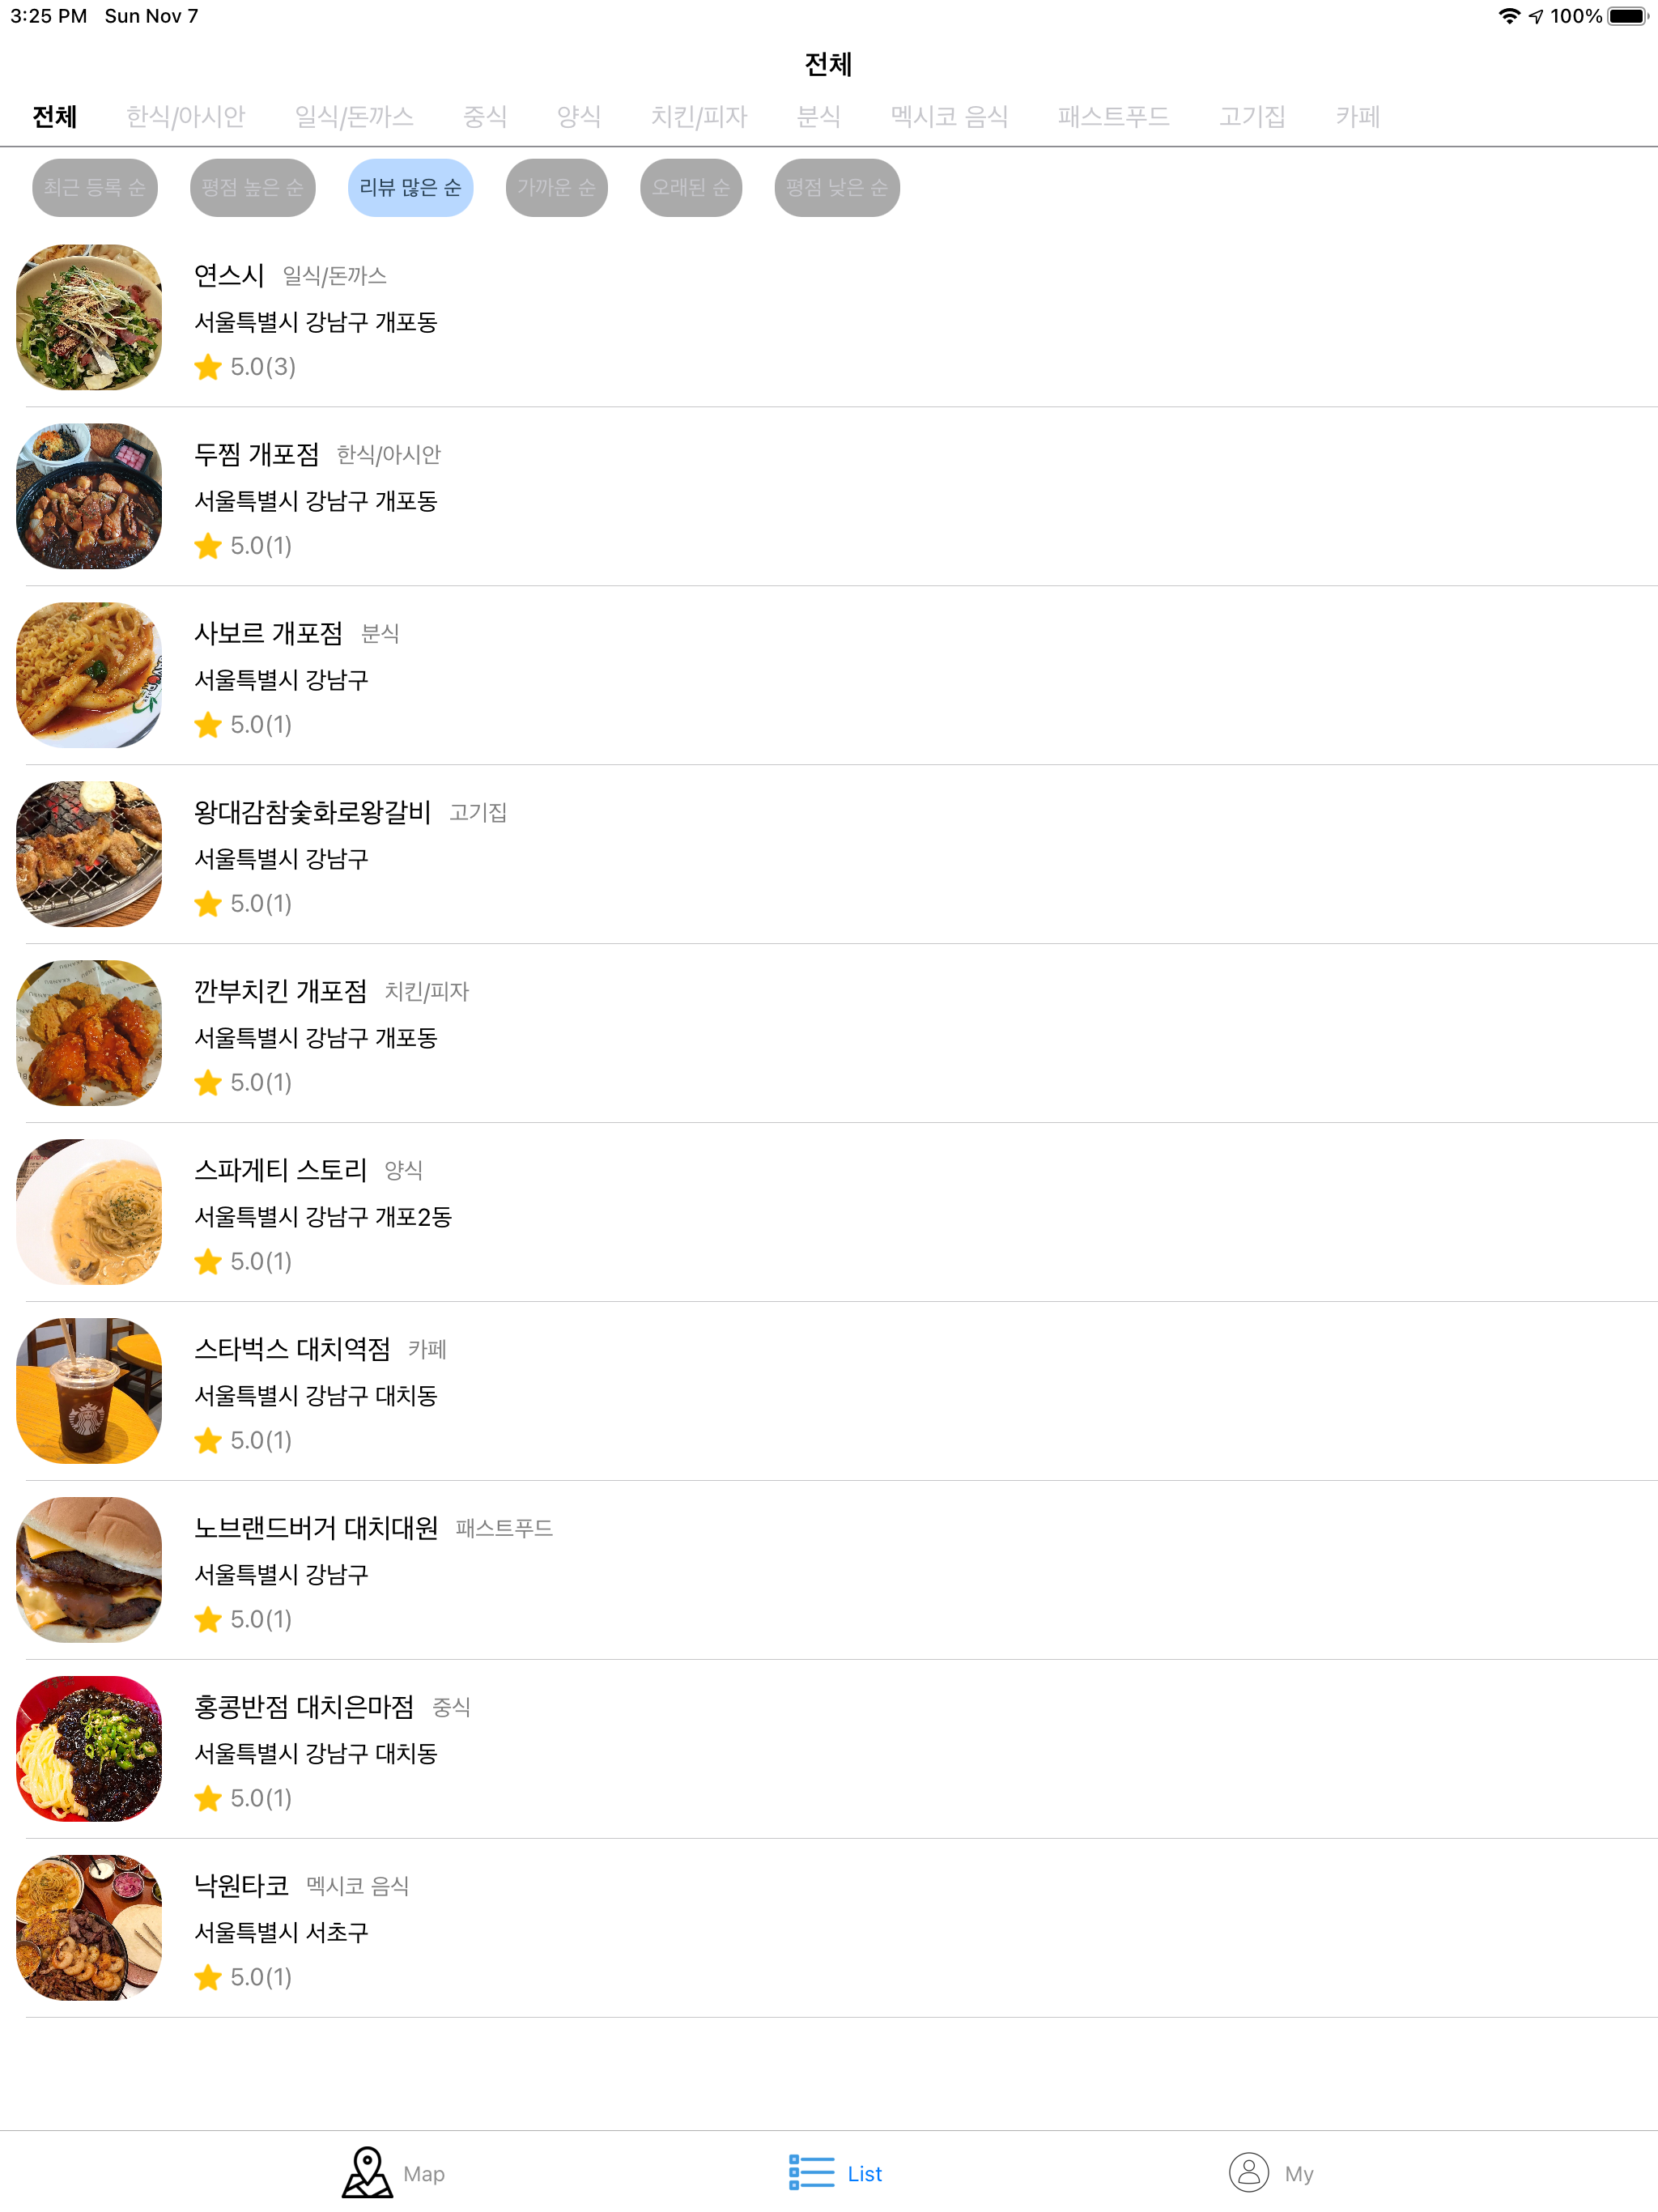 3:25 PM Sun Nov 7 100%
전체
전체 한식/아시안 일식/돈까스 중식 양식 치킨/피자 분식 멕시코 음식 패스트푸드 고기집 카페
최근 등록 순 평점 높은 순 리뷰 많은 순 가까운 순 오래된 순 평점 낮은 순
연스시 일식/돈까스
서울특별시 강남구 개포동
5.0(3)
두찜 개포점 한식/아시안
서울특별시 강남구 개포동
5.0(1)
사보르 개포점 분식
서울특별시 강남구
5.0(1)
왕대감참숯화로왕갈비 고기집
서울특별시 강남구
5.0(1)
깐부치킨 개포점 치킨/피자
서울특별시 강남구 개포동
5.0(1)
스파게티 스토리 양식
서울특별시 강남구 개포2동
5.0(1)
스타벅스 대치역점 카페
서울특별시 강남구 대치동
5.0(1)
노브랜드버거 대치대원 패스트푸드
서울특별시 강남구
5.0(1)
홍콩반점 대치은마점 중식
서울특별시 강남구 대치동
5.0(1)
낙원타코 멕시코 음식
서울특별시 서초구
5.0(1)
Map List My